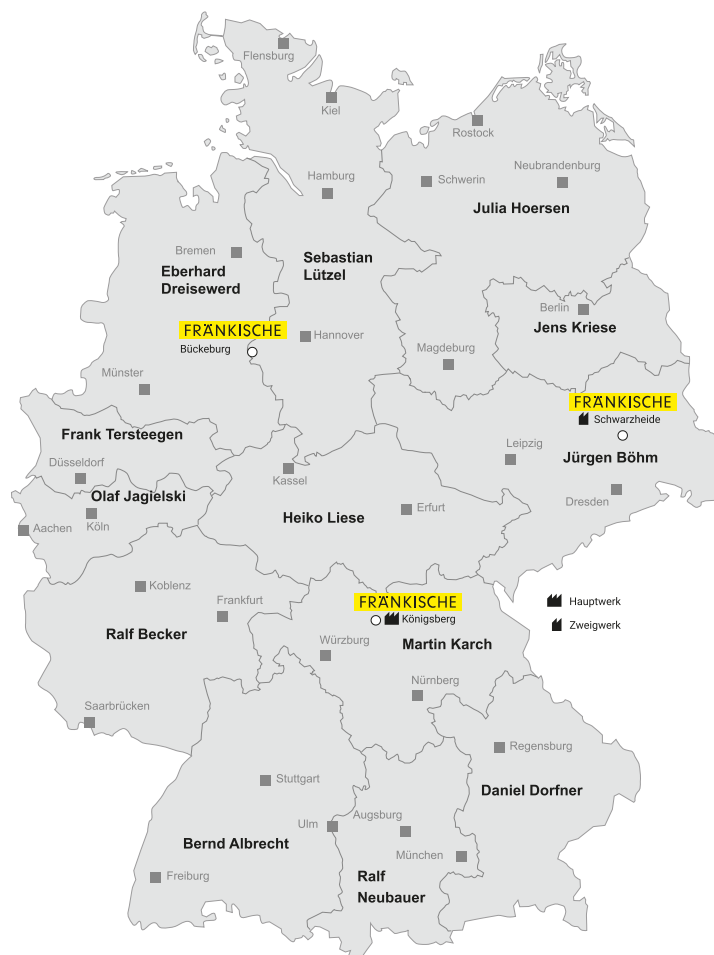 Flensburg
Kiel
Rostock
Hamburg
Schwerin
Neubrandenburg
Julia Hoersen
Bremen
Eberhard
Dreisewerd
Sebastian
Lützel
Berlin
Jens Kriese
FRÄNKISCHE
Bückeburg
Hannover
Magdeburg
Münster
FRÄNKISCHE
Schwarzheide
Frank Tersteegen
Leipzig
Jürgen Böhm
Düsseldorf
Kassel
Dresden
Olaf Jagielski
Aachen
Köln
Heiko Liese
Erfurt
Koblenz
Frankfurt
FRÄNKISCHE
Königsberg
Hauptwerk
Zweigwerk
Ralf Becker
Würzburg
Martin Karch
Nürnberg
Saarbrücken
Regensburg
Stuttgart
Daniel Dorfner
Ulm
Augsburg
Bernd Albrecht
München
Freiburg
Ralf
Neubauer